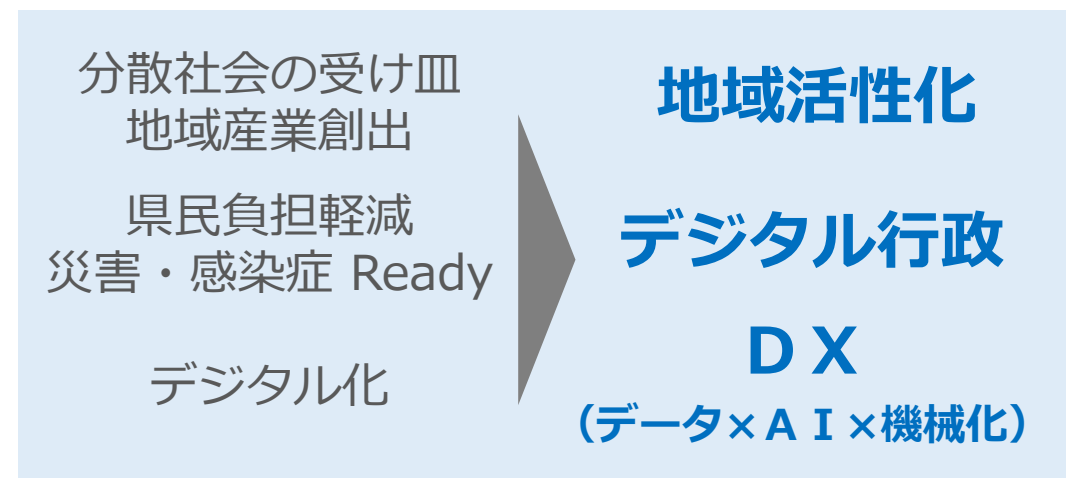 分散社会の受け皿
地域産業創出
県民負担軽減
災害・感染症 Ready
デジタル化
地域活性化
デジタル行政
ＤＸ
（データ×ＡＩ×機械化）